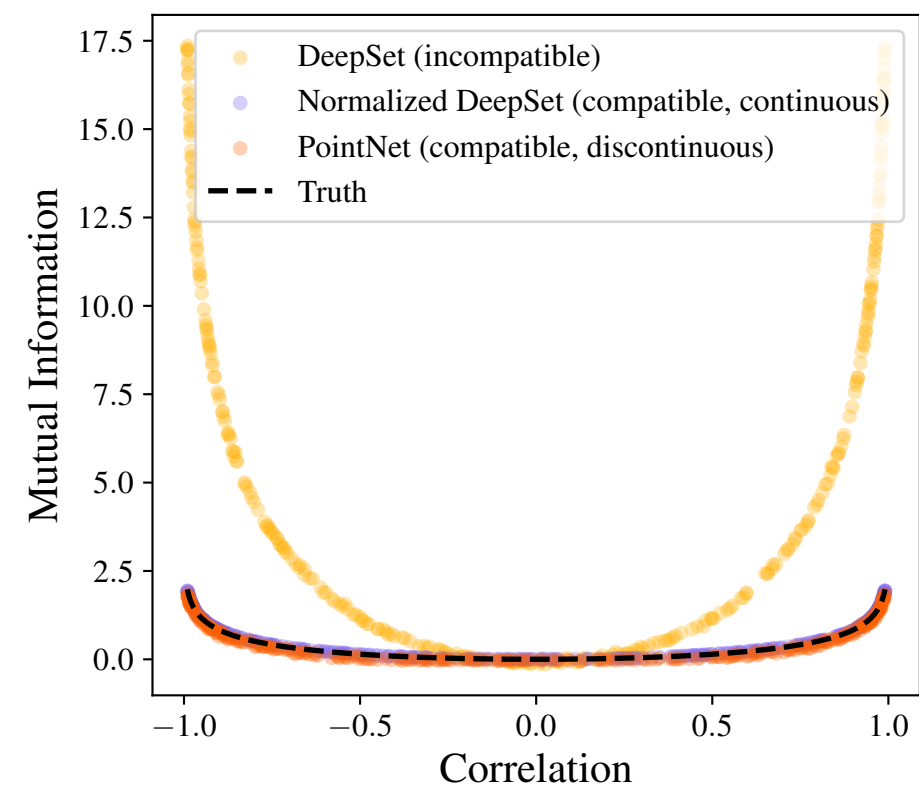 17.5
15.0
12.5
10.0
7.5
5.0
2.5
0.0
Mutual Information
DeepSet (incompatible)
Normalized DeepSet (compatible, continuous)
PointNet (compatible, discontinuous)
Truth
−1.0 −0.5 0.0 0.5 1.0
Correlation